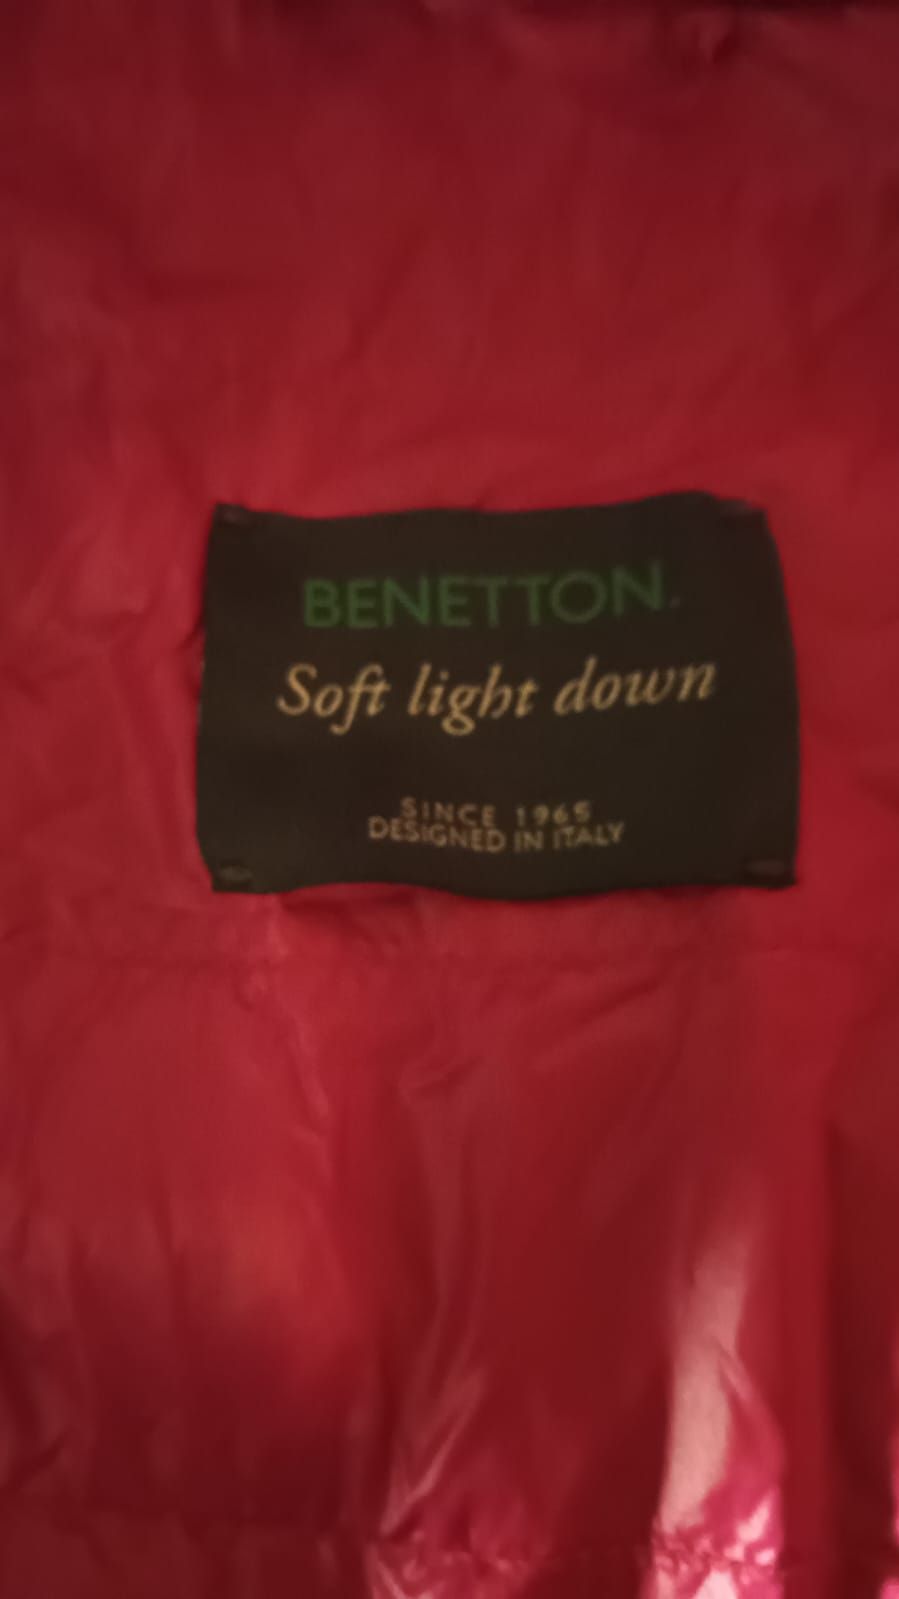 BENETTON.
Soft light down
SINCE 1965
DESIGNED IN ITALY